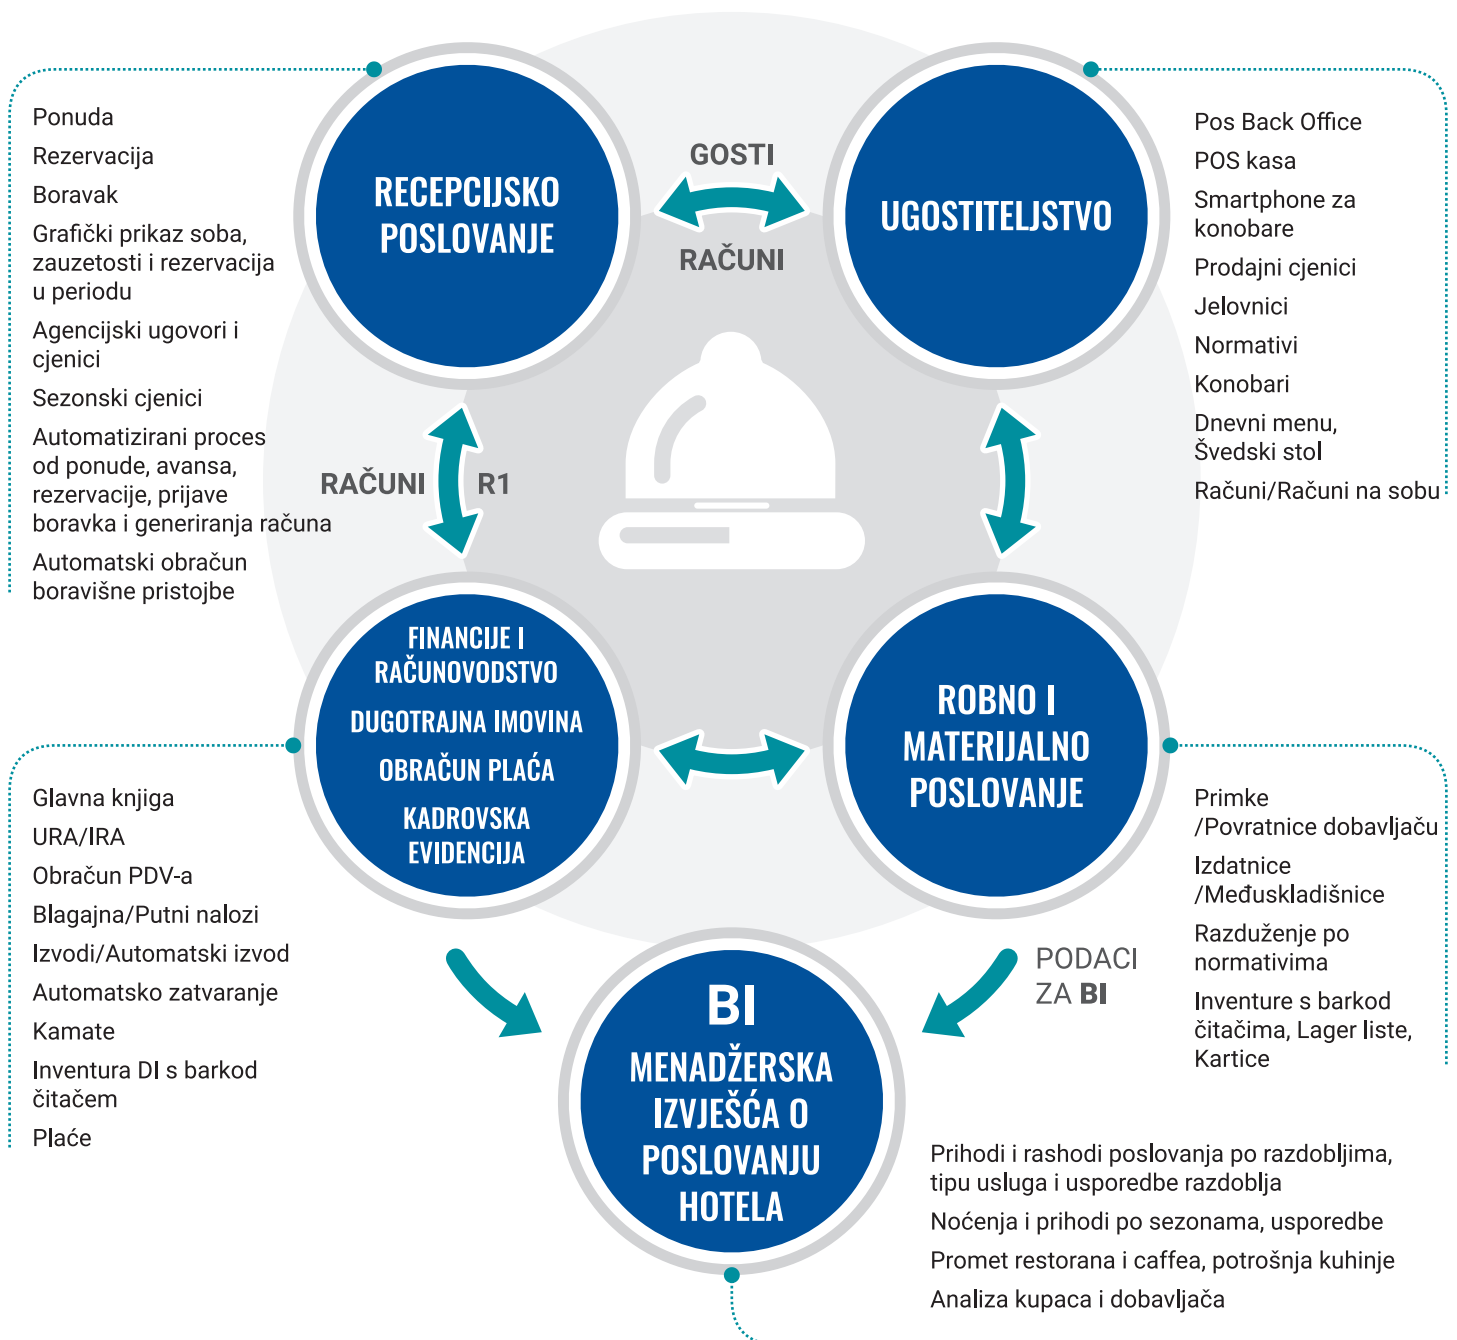 Ponuda
Rezervacija
Boravak
Grafički prikaz soba,
zauzetosti i rezervacija
u periodu
Agencijski ugovori i
cjenici
Sezonski cjenici
Automatizirani proces
od ponude, avansa,
rezervacije, prijave
boravka i generiranja računa
Automatski obračun
boravišne pristojbe
RECEPCIJSKO
POSLOVANJE
GOSTI
RAČUNI
UGOSTITELJSTVO
Pos Back Office
POS kasa
Smartphone za
konobare
Prodajni cjenici
Jelovnici
Normativi
Konobari
Dnevni menu,
Švedski stol
Računi/Računi na sobu
RAČUNI
R1
FINANCIJE I
RAČUNOVODSTVO
DUGOTRAJNA IMOVINA
OBRAČUN PLAĆA
KADROVSKA
EVIDENCIJA
ROBNO I
MATERIJALNO
POSLOVANJE
Glavna knjiga
URA/IRA
Obračun PDV-a
Blagajna/Putni nalozi
Izvodi/Automatski izvod
Automatsko zatvaranje
Kamate
Inventura DI s barkod
čitačem
Plaće
Primke
/Povratnice dobavljaču
Izdatnice
/Međuskladišnice
Razduženje po
normativima
Inventure s barkod
čitačima, Lager liste,
Kartice
PODACI
ZA BI
BI
MENADŽERSKA
IZVJEŠĆA O
POSLOVANJU
HOTELA
Prihodi i rashodi poslovanja po razdobljima,
tipu usluga i usporedbe razdoblja
Noćenja i prihodi po sezonama, usporedbe
Promet restorana i caffea, potrošnja kuhinje
Analiza kupaca i dobavljača